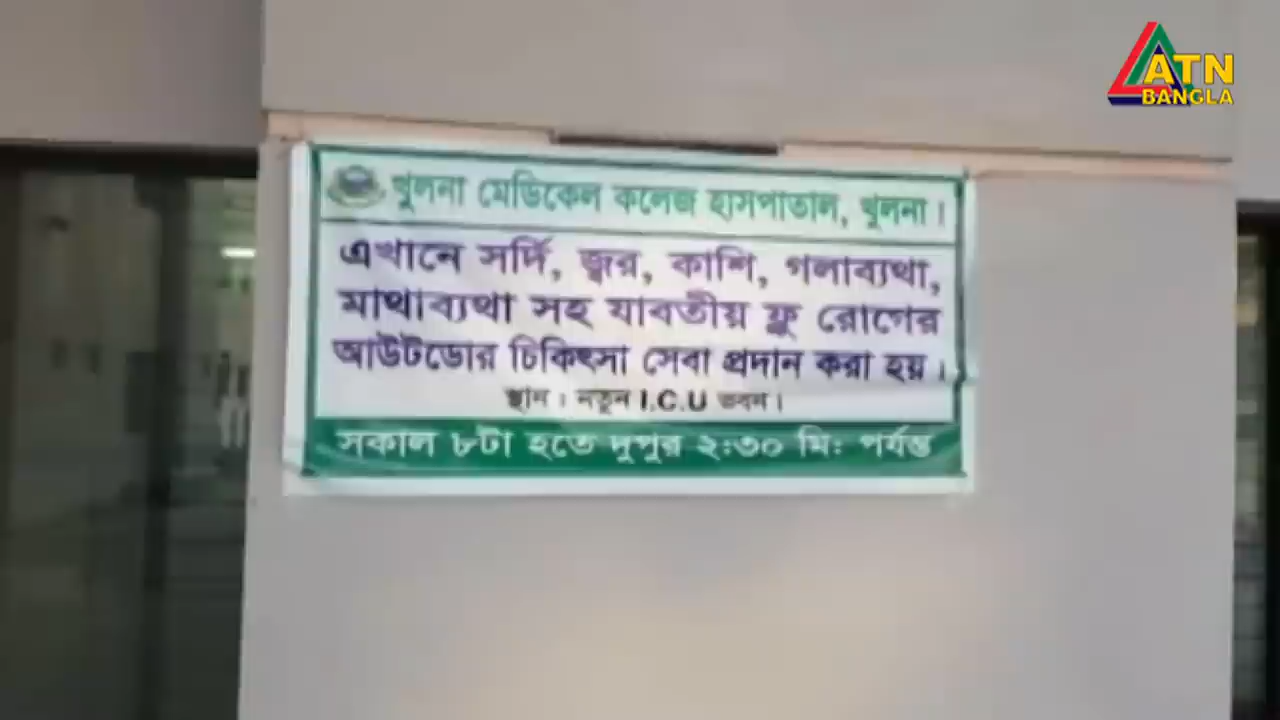 ATN
BANGLA
খুলনা মেডিকেল কলেজ হাসপাতাল, খুলনা।
এখানে সর্দি, জ্বর, কাশি, গলাব্যথা,
মাথাব্যথা সহ যাবতীয় ফ্লু রোগের
আউটডোর চিকিৎসা সেবা প্রদান করা হয়।
স্থান : নতুন I.C.U ভবন।
সকাল ৮টা হতে দুপুর ২:৩০ মি: পর্যন্ত